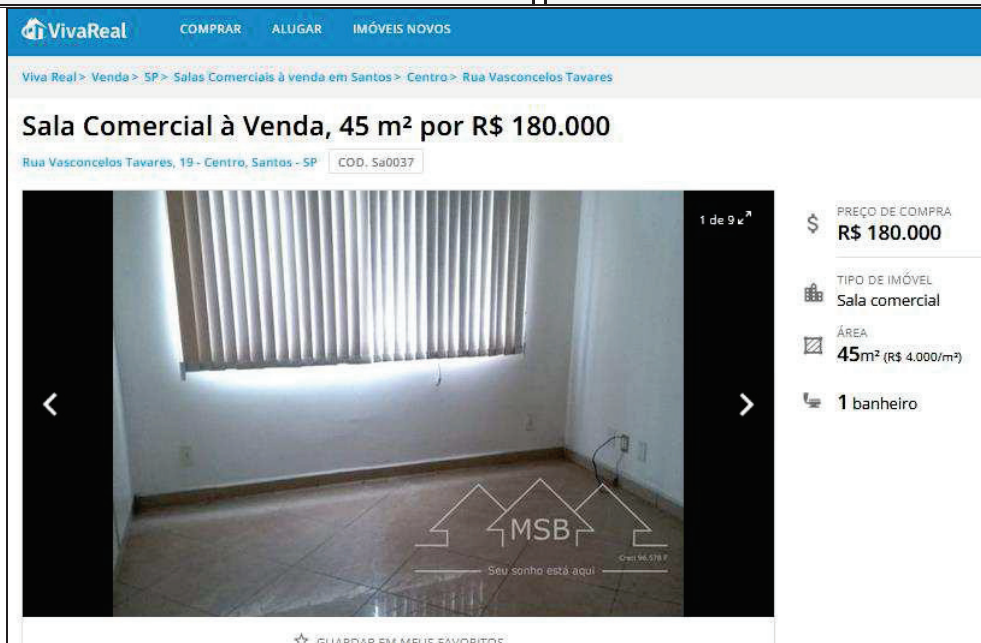 VivaReal COMPRAR ALUGAR IMÓVEIS NOVOS
Viva Real > Venda > SP > Salas Comerciais à venda em Santos > Centro > Rua Vasconcelos Tavares
Sala Comercial à Venda, 45 m² por R$ 180.000
Rua Vasconcelos Tavares, 19 - Centro, Santos - SP COD. Sa0037
1 de 9
PREÇO DE COMPRA
R$ 180.000
TIPO DE IMÓVEL
Sala comercial
ÁREA
45m² (R$ 4.000/m²)
1 banheiro
MSB
Creci 96.578 F
Seu sonho está aqui
GUARDAR EM MEUS FAVORITOS